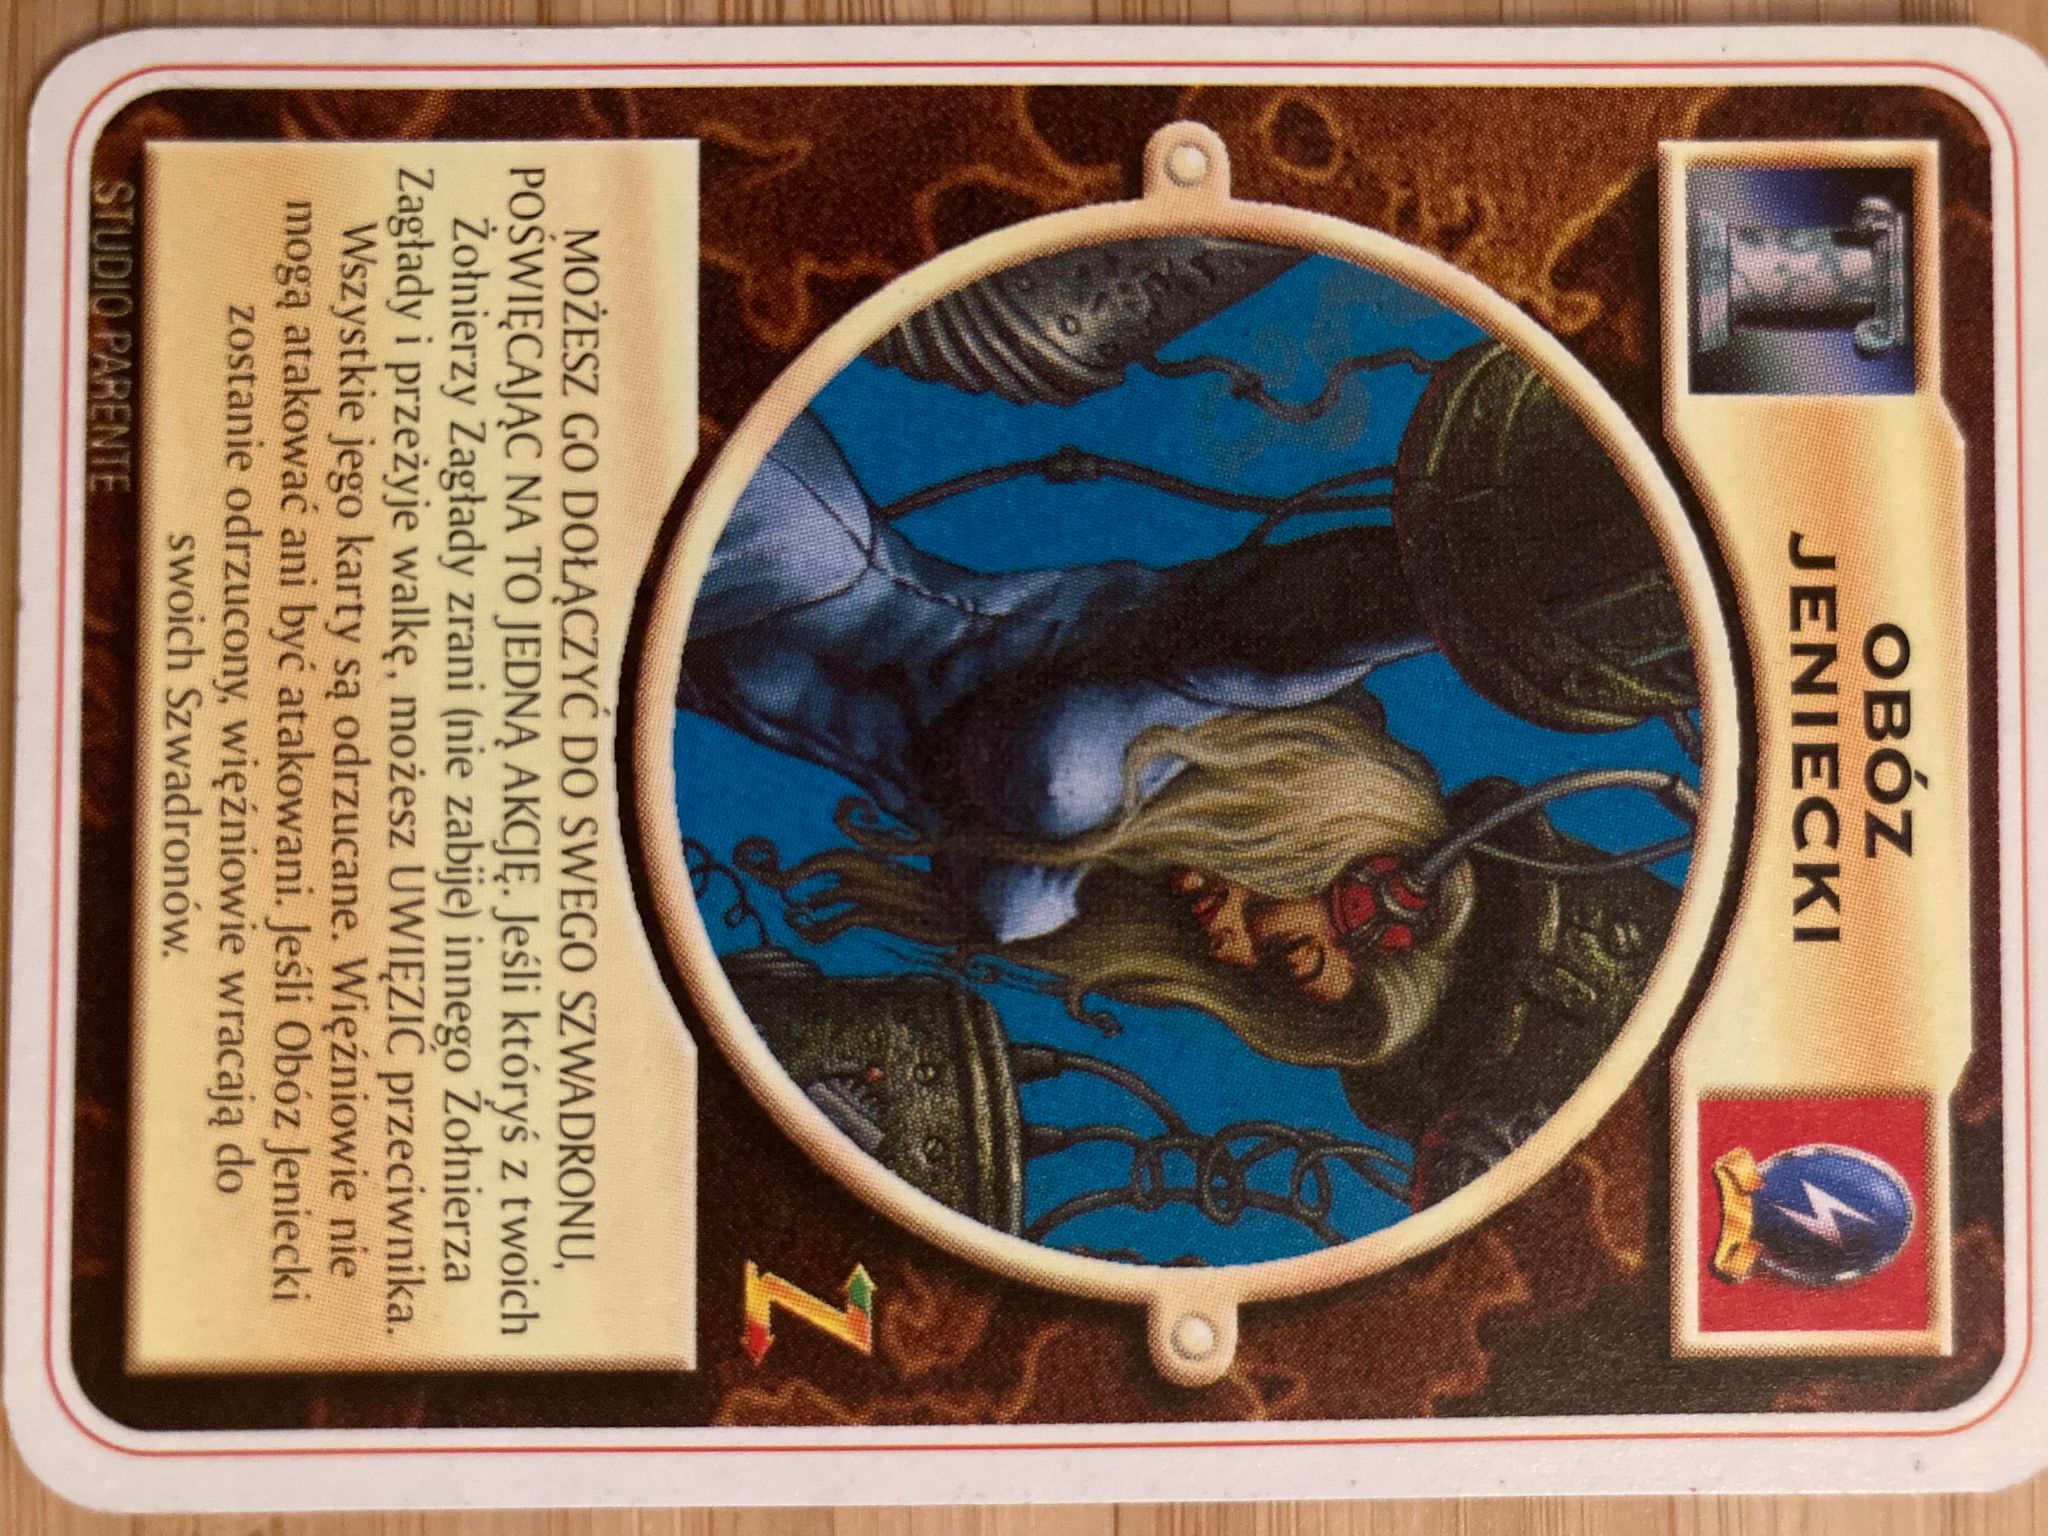 OBÓZ
JENIECKI
MOŻESZ GO DOŁĄCZYĆ DO SWEGO SZWADRONU,
POŚWIĘCAJĄC NA TO JEDNĄ AKCJĘ. Jeśli któryś z twoich
Żołnierzy Zagłady zrani (nie zabije) innego Żołnierza
Zagłady i przeżyje walkę, możesz UWIĘZIĆ przeciwnika.
Wszystkie jego karty są odrzucane. Więźniowie nie
mogą atakować ani być atakowani. Jeśli Obóz Jeniecki
zostanie odrzucony, więźniowie wracają do
swoich Szwadronów.
STUDIO PARENTE